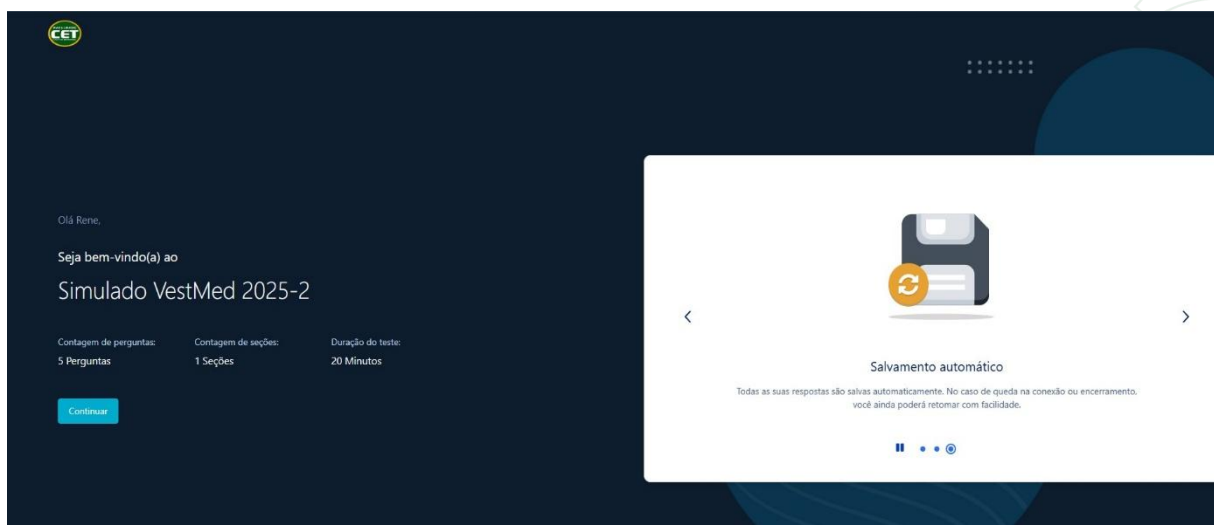 CET
Olá Rene,
Seja bem-vindo(a) ao
Simulado VestMed 2025-2
Contagem de perguntas:
5 Perguntas
Contagem de seções:
1 Seções
Duração do teste:
20 Minutos
Continuar
Salvamento automático
Todas as suas respostas são salvas automaticamente. No caso de queda na conexão ou encerramento,
você ainda poderá retomar com facilidade.